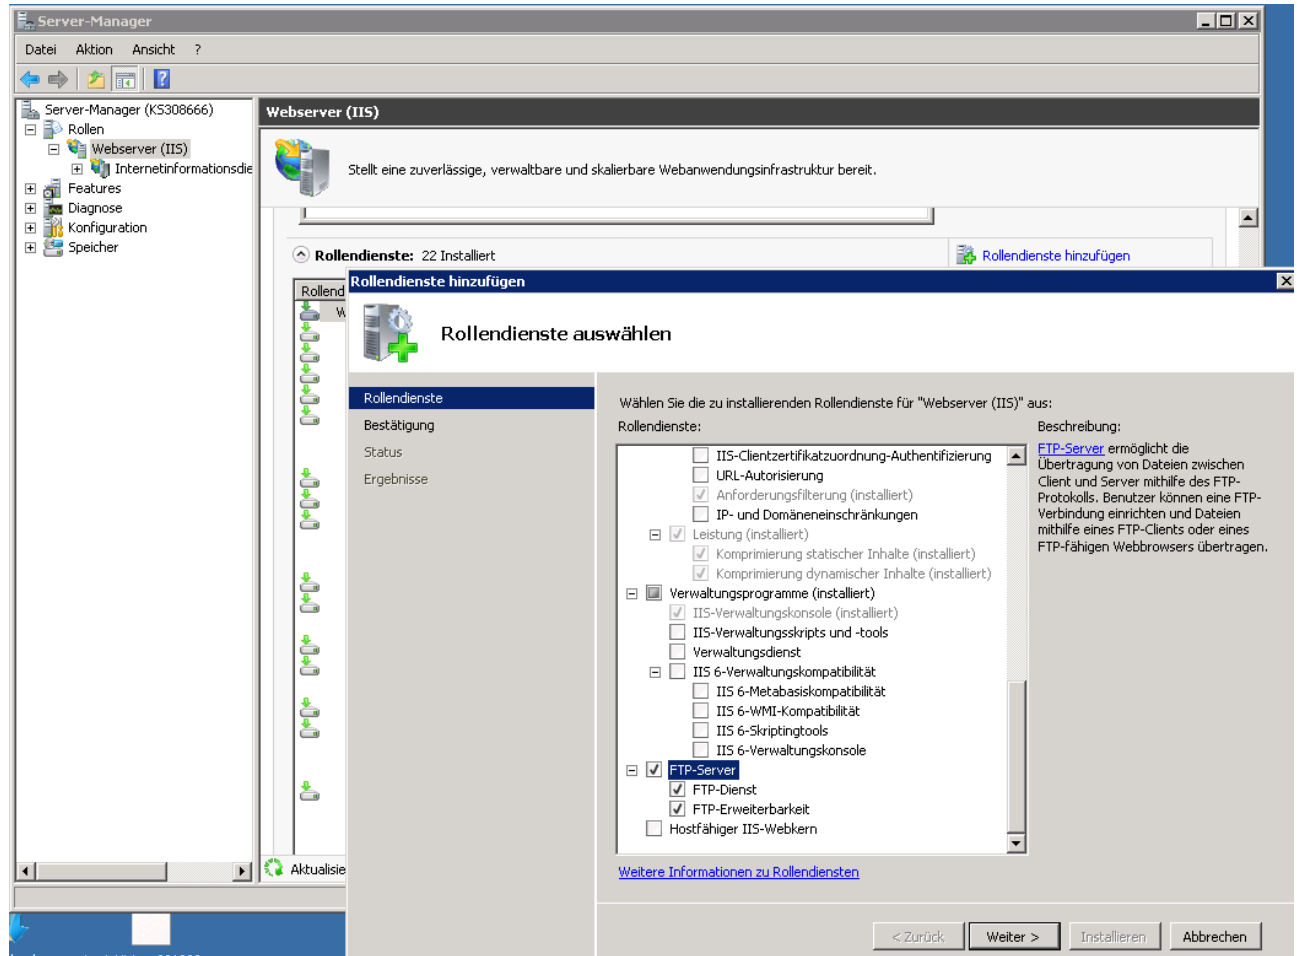 Server-Manager
Datei Aktion Ansicht ?
Server-Manager (KS308666)
Rollen
Webserver (IIS)
Internetinformationsdie
Features
Diagnose
Konfiguration
Speicher
Webserver (IIS)
Stellt eine zuverlässige, verwaltbare und skalierbare Webanwendungsinfrastruktur bereit.
Rollendienste: 22 Installiert
Rollendienste hinzufügen
Rollend
W
Aktualisie
Rollendienste hinzufügen
Rollendienste auswählen
Rollendienste
Bestätigung
Status
Ergebnisse
Wählen Sie die zu installierenden Rollendienste für "Webserver (IIS)" aus:
Rollendienste:
IIS-Clientzertifikatzuordnung-Authentifizierung
URL-Autorisierung
Anforderungsfilterung (installiert)
IP- und Domäneneinschränkungen
Leistung (installiert)
Komprimierung statischer Inhalte (installiert)
Komprimierung dynamischer Inhalte (installiert)
Verwaltungsprogramme (installiert)
IIS-Verwaltungskonsole (installiert)
IIS-Verwaltungsskripts und -tools
Verwaltungsdienst
IIS 6-Verwaltungskompatibilität
IIS 6-Metabasiskompatibilität
IIS 6-WMI-Kompatibilität
IIS 6-Skriptingtools
IIS 6-Verwaltungskonsole
FTP-Server
FTP-Dienst
FTP-Erweiterbarkeit
Hostfähiger IIS-Webkern
Beschreibung:
FTP-Server ermöglicht die
Übertragung von Dateien zwischen
Client und Server mithilfe des FTP-
Protokolls. Benutzer können eine FTP-
Verbindung einrichten und Dateien
mithilfe eines FTP-Clients oder eines
FTP-fähigen Webbrowsers übertragen.
Weitere Informationen zu Rollendiensten
< Zurück Weiter > Installieren Abbrechen